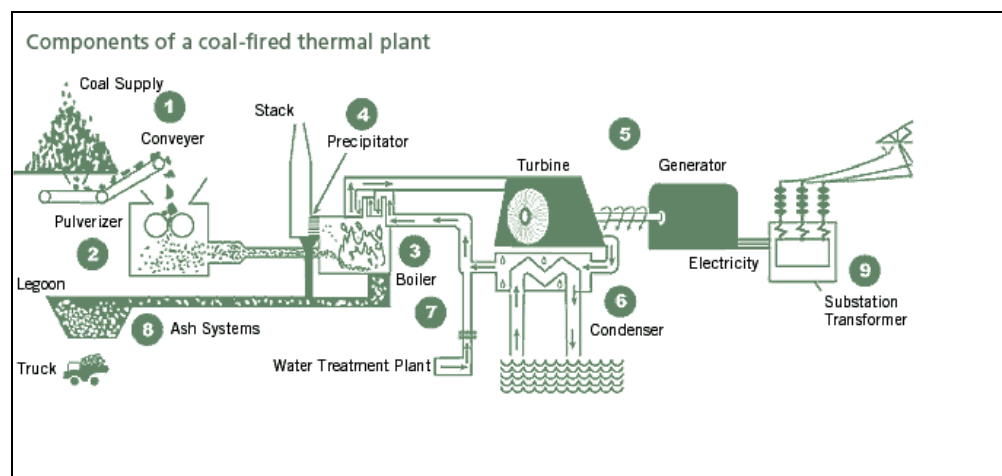 Components of a coal-fired thermal plant
Coal Supply
1
Conveyer
Stack
4
Precipitator
5
Turbine
Generator
Pulverizer
2
3
Boiler
Electricity
9
Substation
Transformer
Legoon
8
Ash Systems
7
6
Condenser
Truck
Water Treatment Plant